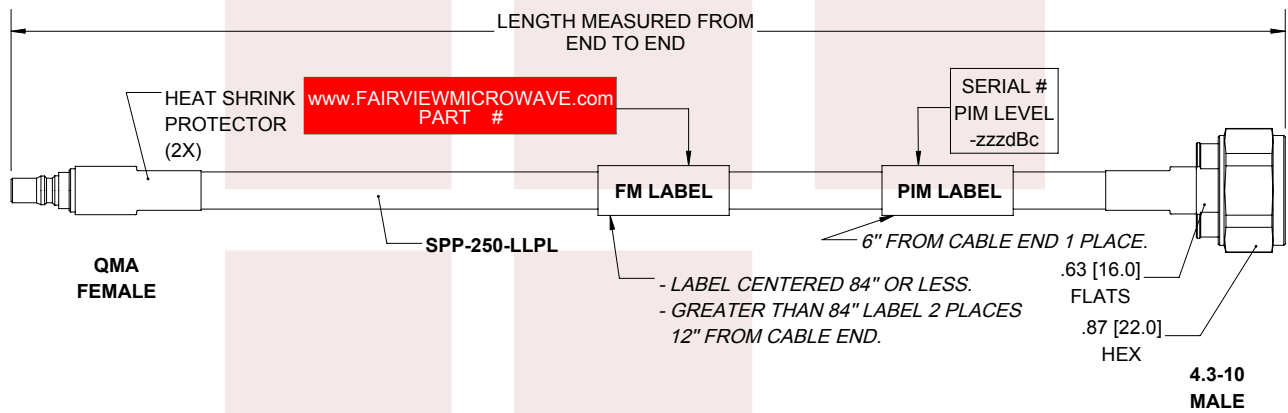 LENGTH MEASURED FROM
END TO END
HEAT SHRINK
PROTECTOR
(2X)
www.FAIRVIEWMICROWAVE.com
PART #
SERIAL #
PIM LEVEL
-zzzdBc
FM LABEL
PIM LABEL
SPP-250-LLPL
6" FROM CABLE END 1 PLACE.
QMA
FEMALE
- LABEL CENTERED 84" OR LESS.
- GREATER THAN 84" LABEL 2 PLACES
12" FROM CABLE END.
.63 [16.0]
FLATS
.87 [22.0]
HEX
4.3-10
MALE